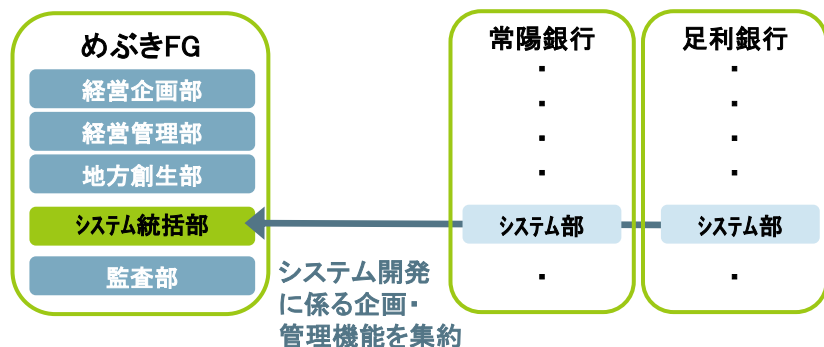 めぶきFG
経営企画部
経営管理部
地方創生部
システム統括部
監査部
システム開発
に係る企画・
管理機能を集約
常陽銀行
・
・
・
・
システム部
・
足利銀行
・
・
・
・
システム部
・